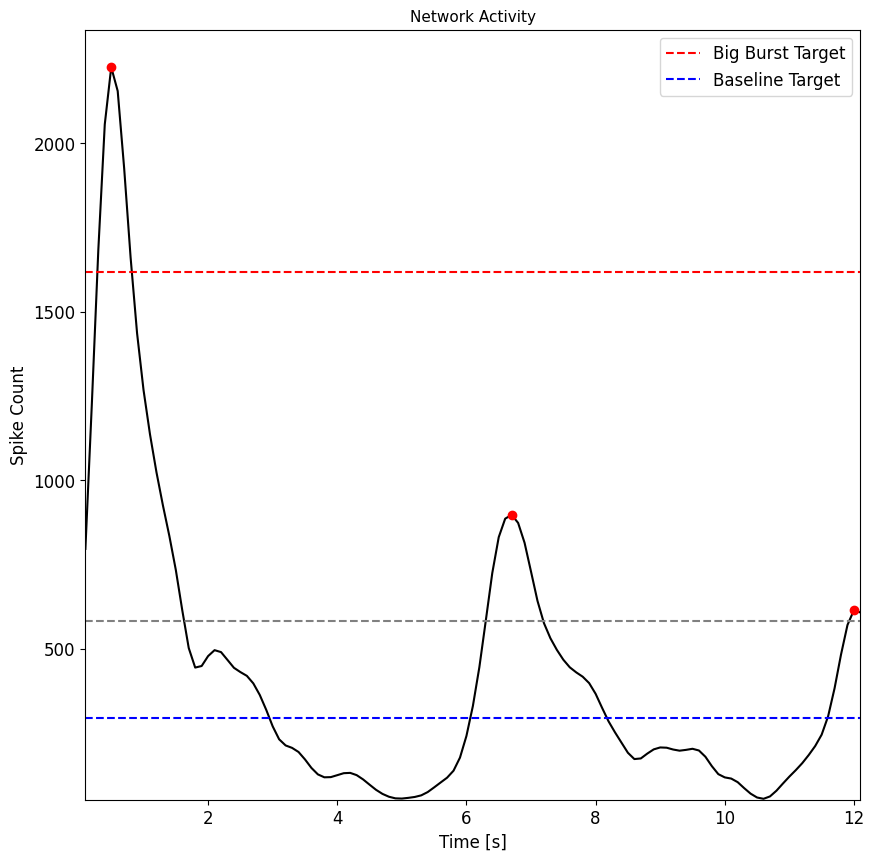 Network Activity
Big Burst Target
Baseline Target
Spike Count
2000
1500
1000
500
2 4 6 8 10 12
Time [s]